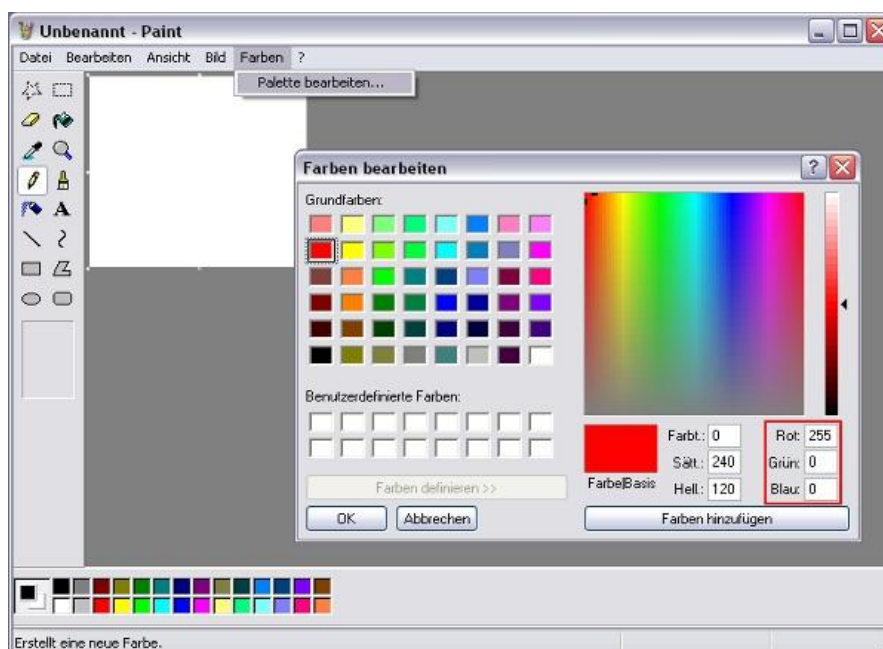 Unbenannt - Paint
Datei Bearbeiten Ansicht Bild Farben ?
Palette bearbeiten...
Farben bearbeiten
Grundfarben:
Benutzerdefinierte Farben:
Farben definieren >>
OK Abbrechen
Farbe|Basis
Farbt.: 0 Rot: 255
Sätt.: 240 Grün: 0
Hell.: 120 Blau: 0
Farben hinzufügen
Erstellt eine neue Farbe.